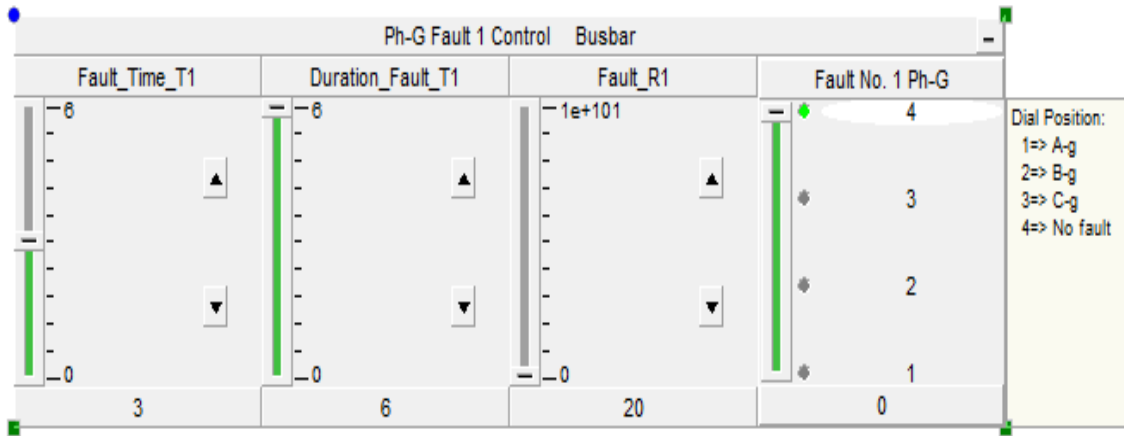 Ph-G Fault 1 Control Busbar
Fault_Time_T1 Duration_Fault_T1 Fault_R1 Fault No. 1 Ph-G
6 6 1e+101 4
3
2
0 0 0 1
3 6 20 0
Dial Position:
1=> A-g
2=> B-g
3=> C-g
4=> No fault